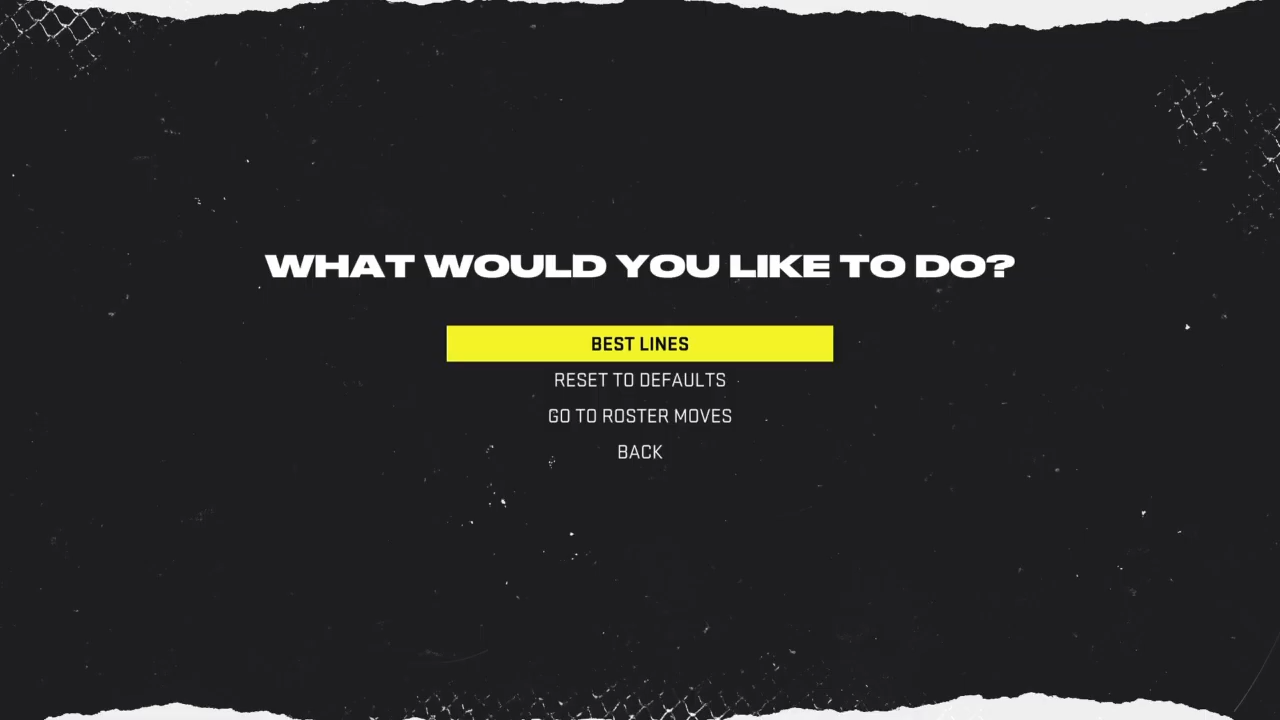 WHAT WOULD YOU LIKE TO DO?
BEST LINES
RESET TO DEFAULTS
GO TO ROSTER MOVES
BACK